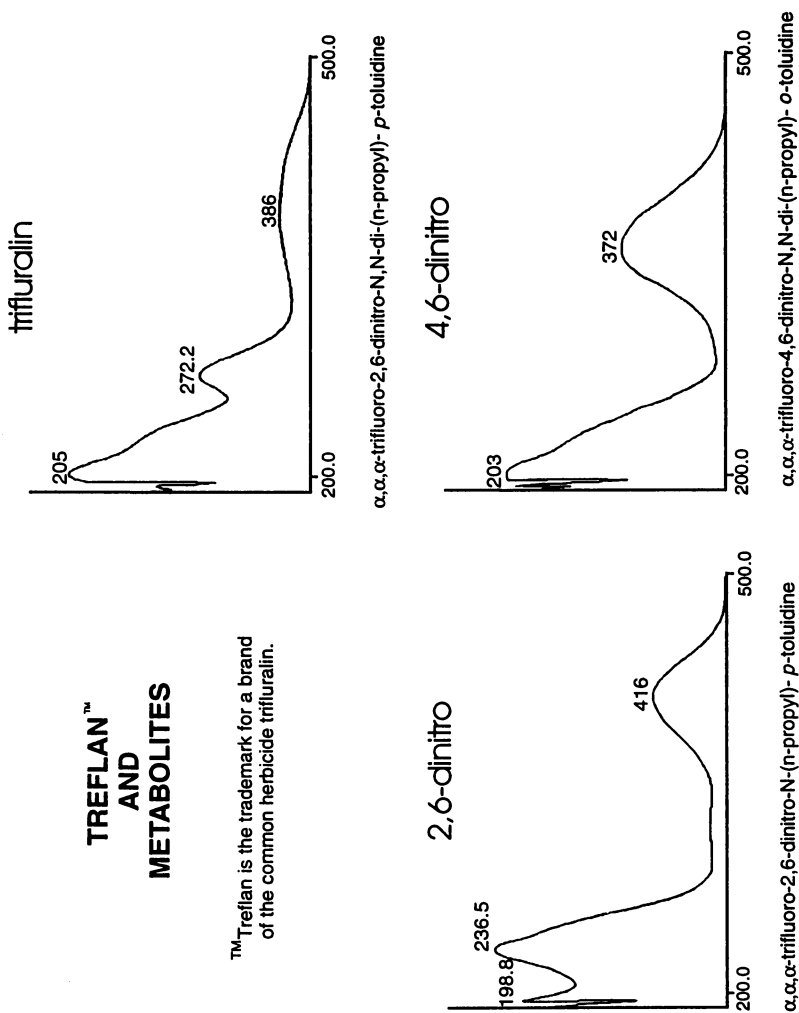 TREFLAN™
AND
METABOLITES
™Treflan is the trademark for a brand
of the common herbicide trifluralin.
trifluralin
205
272.2
386
200.0
500.0
α,α,α-trifluoro-2,6-dinitro-N,N-di-(n-propyl)- p-toluidine
2,6-dinitro
198.8
236.5
416
200.0
500.0
α,α,α-trifluoro-2,6-dinitro-N-(n-propyl)- p-toluidine
4,6-dinitro
203
372
200.0
500.0
α,α,α-trifluoro-4,6-dinitro-N,N-di-(n-propyl)- o-toluidine